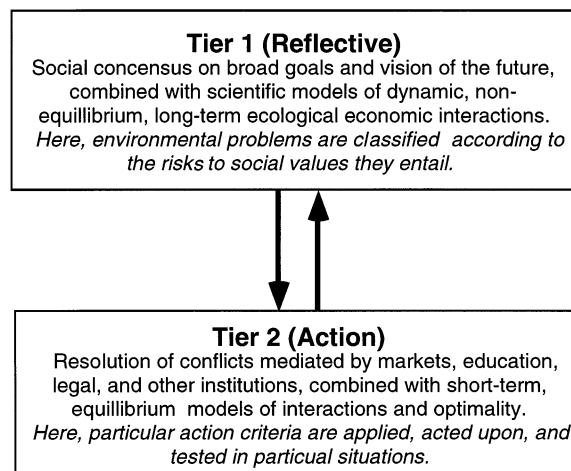 Tier 1 (Reflective)
Social concensus on broad goals and vision of the future,
combined with scientific models of dynamic, non-
equillibrium, long-term ecological economic interactions.
Here, environmental problems are classified according to
the risks to social values they entail.
Tier 2 (Action)
Resolution of conflicts mediated by markets, education,
legal, and other institutions, combined with short-term,
equillibrium models of interactions and optimality.
Here, particular action criteria are applied, acted upon, and
tested in particual situations.